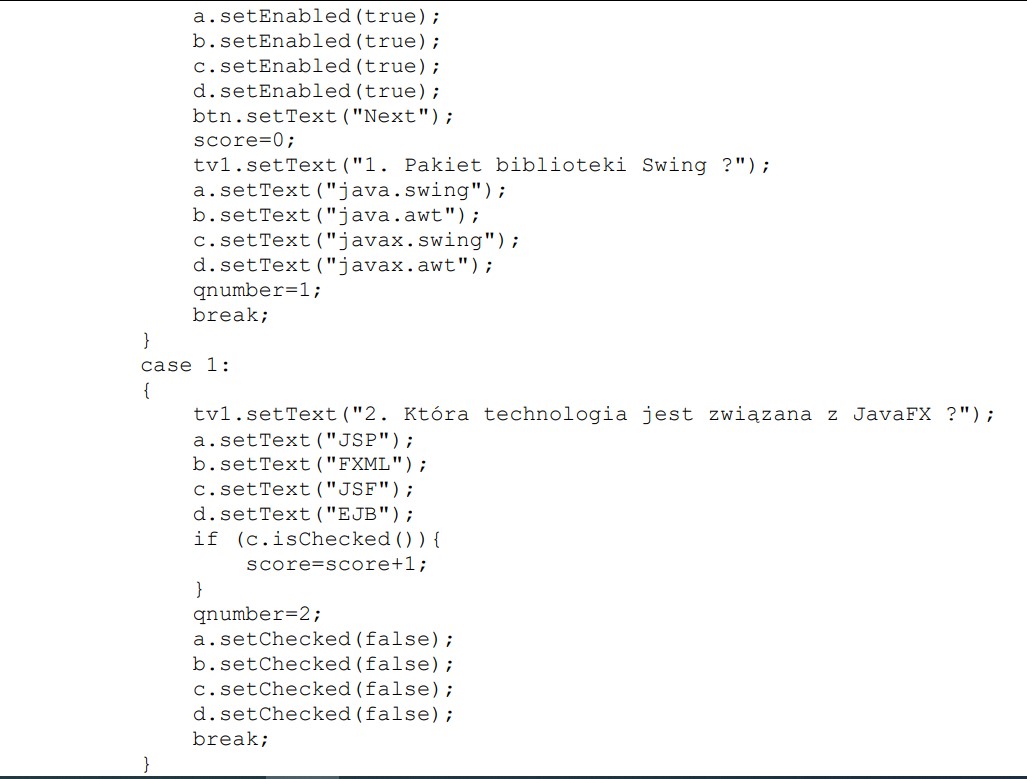 a.setEnabled(true);
b.setEnabled(true);
c.setEnabled(true);
d.setEnabled(true);
btn.setText("Next");
score=0;
tv1.setText("1. Pakiet biblioteki Swing ?");
a.setText("java.swing");
b.setText("java.awt");
c.setText("javax.swing");
d.setText("javax.awt");
qnumber=1;
break;
}
case 1:
{
tv1.setText("2. Która technologia jest związana z JavaFX ?");
a.setText("JSP");
b.setText("FXML");
c.setText("JSF");
d.setText("EJB");
if (c.isChecked()){
score=score+1;
}
qnumber=2;
a.setChecked(false);
b.setChecked(false);
c.setChecked(false);
d.setChecked(false);
break;
}